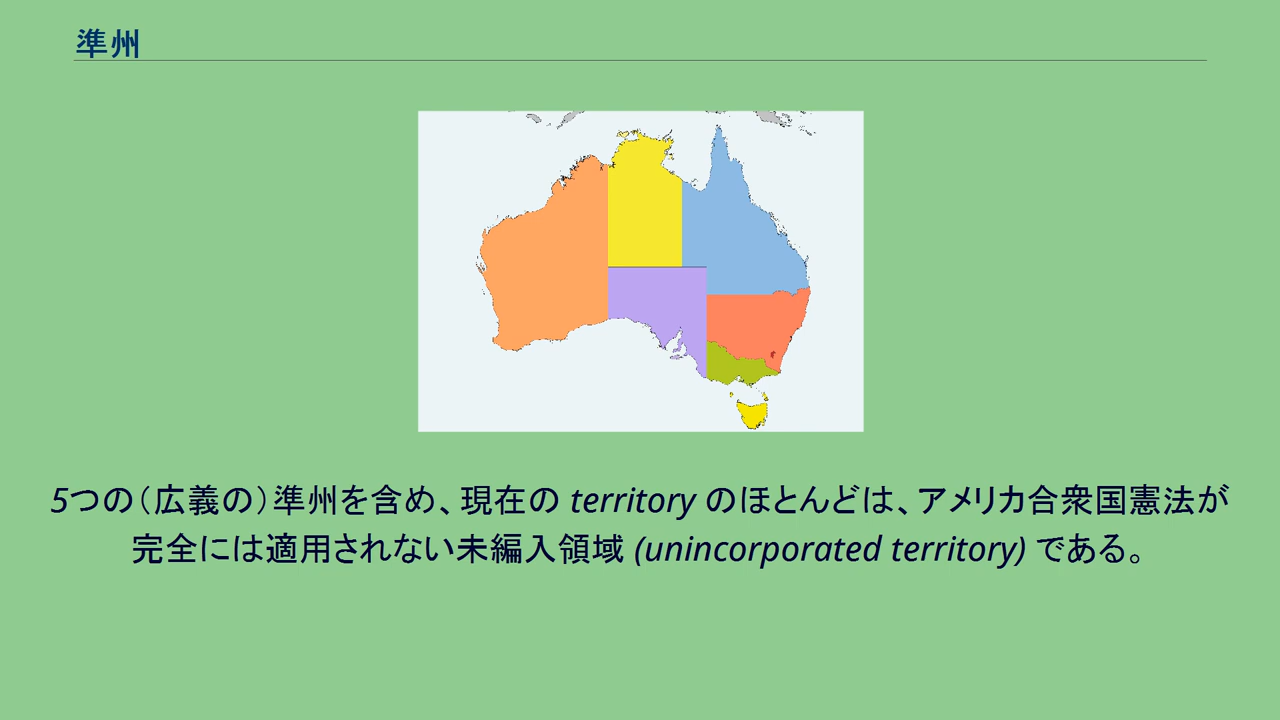 準州
5つの（広義の）準州を含め、現在の territory のほとんどは、アメリカ合衆国憲法が
完全には適用されない未編入領域 (unincorporated territory) である。